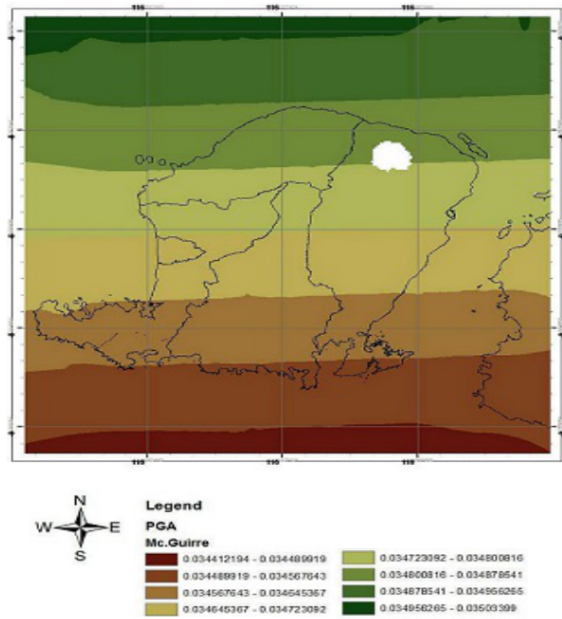 N
W E
S
Legend
PGA
Mc.Guirre
0.034412194 - 0.034489919
0.034489919 - 0.034567643
0.034567643 - 0.034645367
0.034645367 - 0.034723092
0.034723092 - 0.034800816
0.034800816 - 0.034878541
0.034878541 - 0.034956265
0.034956265 - 0.03503399